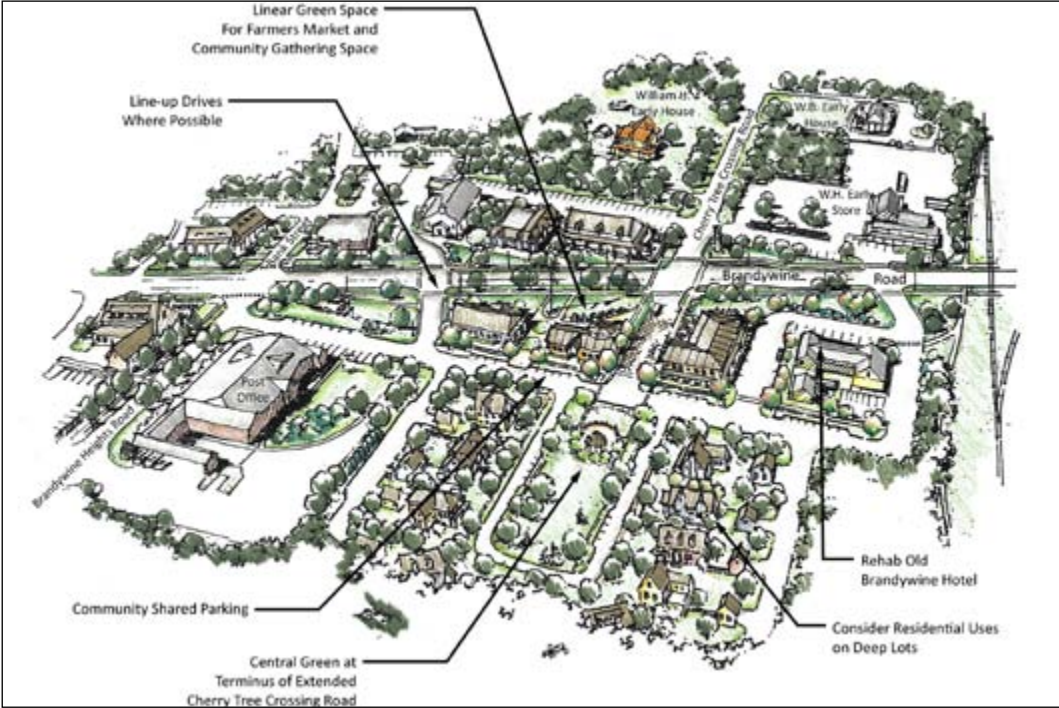 Linear Green Space
For Farmers Market and
Community Gathering Space
Line-up Drives
Where Possible
William H.
Early House
W.B. Early
House
Cherry Tree Crossing Road
W.H. Early
Store
Brandywine Road
Post
Office
Brandywine Heights Road
Rehab Old
Brandywine Hotel
Community Shared Parking
Consider Residential Uses
on Deep Lots
Central Green at
Terminus of Extended
Cherry Tree Crossing Road